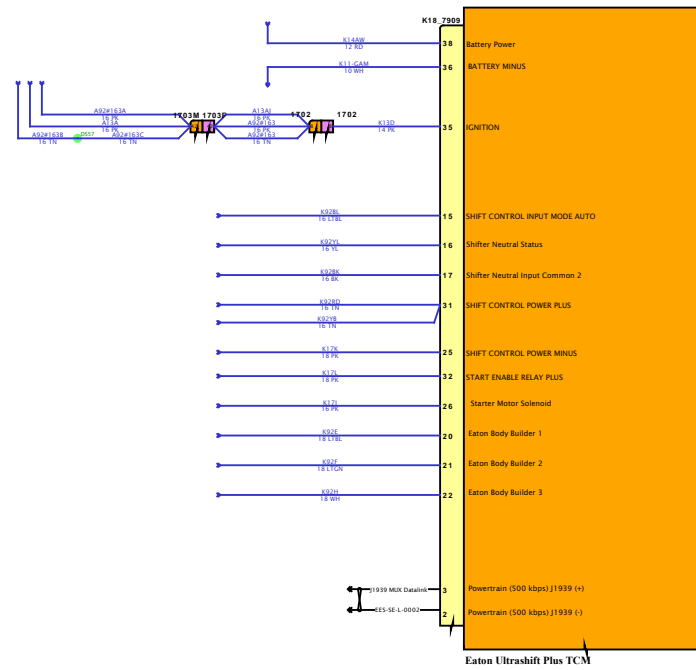 K18_7909
K14AW
12 RD
38
Battery Power
K11-GAM
10 WH
36
BATTERY MINUS
A92#163A
16 PK
A13A
16 PK
A92#163B
16 TN
D557
A92#163C
16 TN
1703M 1703F
A13AJ
16 PK
A92#163
16 PK
A92#163
16 TN
1702
1702
K13D
14 PK
35
IGNITION
K92BL
16 LTBL
15
SHIFT CONTROL INPUT MODE AUTO
K92YL
16 YL
16
Shifter Neutral Status
K92BK
16 BK
17
Shifter Neutral Input Common 2
K92RD
16 TN
31
SHIFT CONTROL POWER PLUS
K92YB
16 TN
K17K
18 PK
25
SHIFT CONTROL POWER MINUS
K17L
18 PK
32
START ENABLE RELAY PLUS
K17J
16 PK
26
Starter Motor Solenoid
K92E
18 LTBL
20
Eaton Body Builder 1
K92F
18 LTGN
21
Eaton Body Builder 2
K92H
18 WH
22
Eaton Body Builder 3
J1939 MUX Datalink
3
Powertrain (500 kbps) J1939 (+)
EES-SE-L-0002
2
Powertrain (500 kbps) J1939 (-)
Eaton Ultrashift Plus TCM